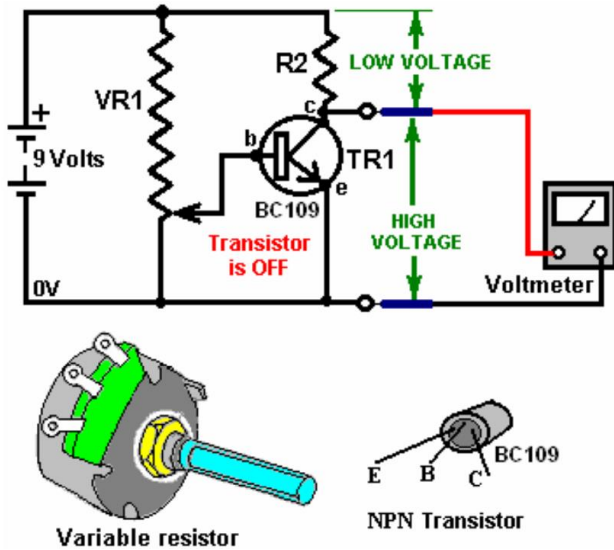 R2
LOW VOLTAGE
VR1
c
+
9 Volts
b
TR1
e
BC109
HIGH
VOLTAGE
Transistor
is OFF
0V
Voltmeter
E
B
C
BC109
Variable resistor
NPN Transistor